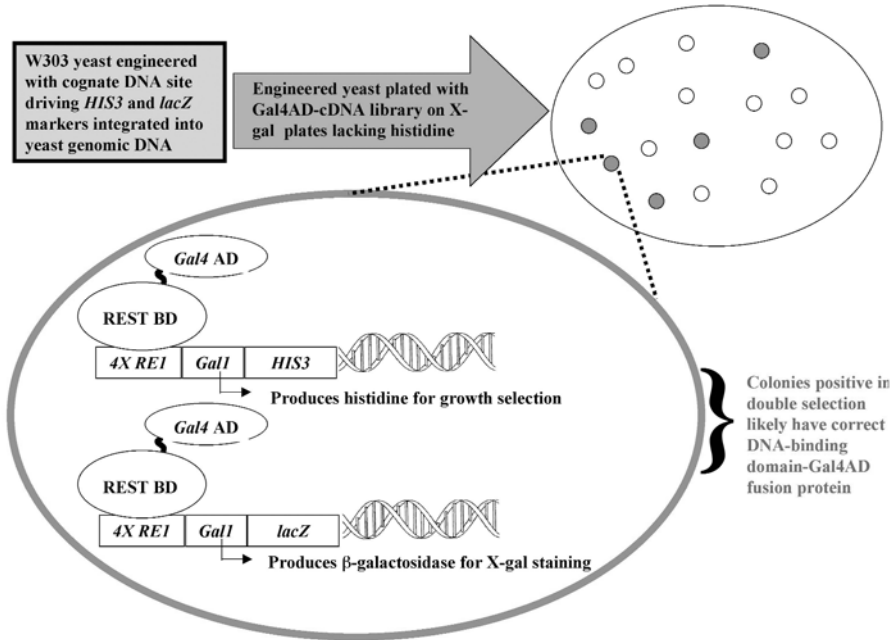 W303 yeast engineered
with cognate DNA site
driving HIS3 and lacZ
markers integrated into
yeast genomic DNA
Engineered yeast plated with
Gal4AD-cDNA library on X-
gal plates lacking histidine
Gal4 AD
REST BD
4X RE1 Gal1 HIS3
Produces histidine for growth selection
Gal4 AD
REST BD
4X RE1 Gal1 lacZ
Produces β-galactosidase for X-gal staining
Colonies positive in
double selection
likely have correct
DNA-binding
domain-Gal4AD
fusion protein